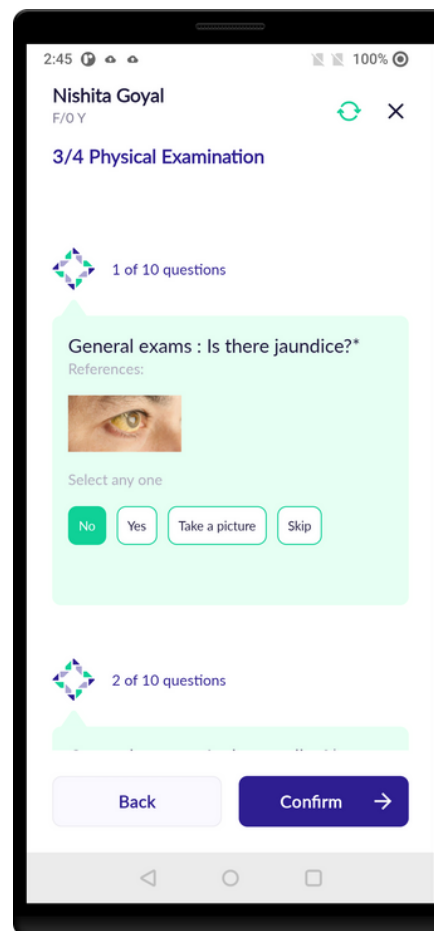 2:45 100%
Nishita Goyal
F/0 Y
3/4 Physical Examination
1 of 10 questions
General exams : Is there jaundice?*
References:
Select any one
No Yes Take a picture Skip
2 of 10 questions
Back Confirm